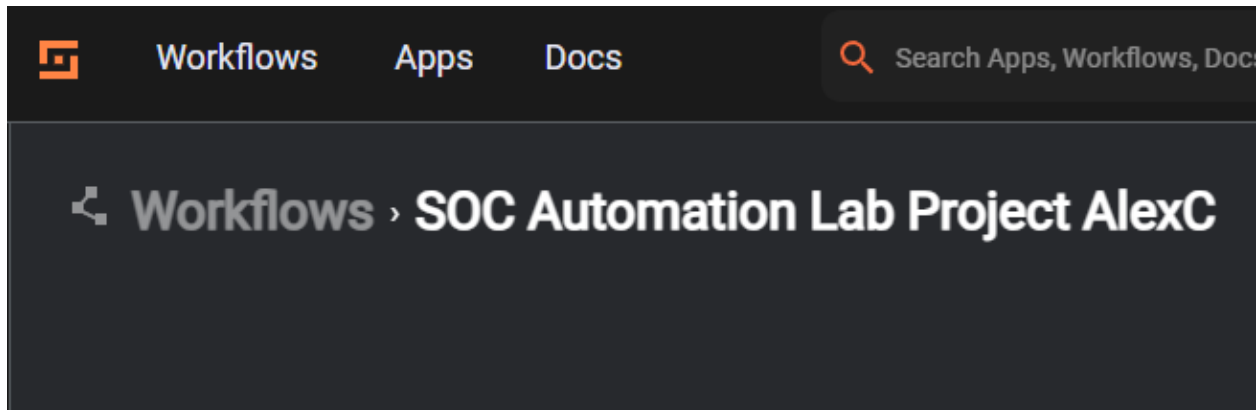 Workflows Apps Docs Search Apps, Workflows, Docs
Workflows › SOC Automation Lab Project AlexC